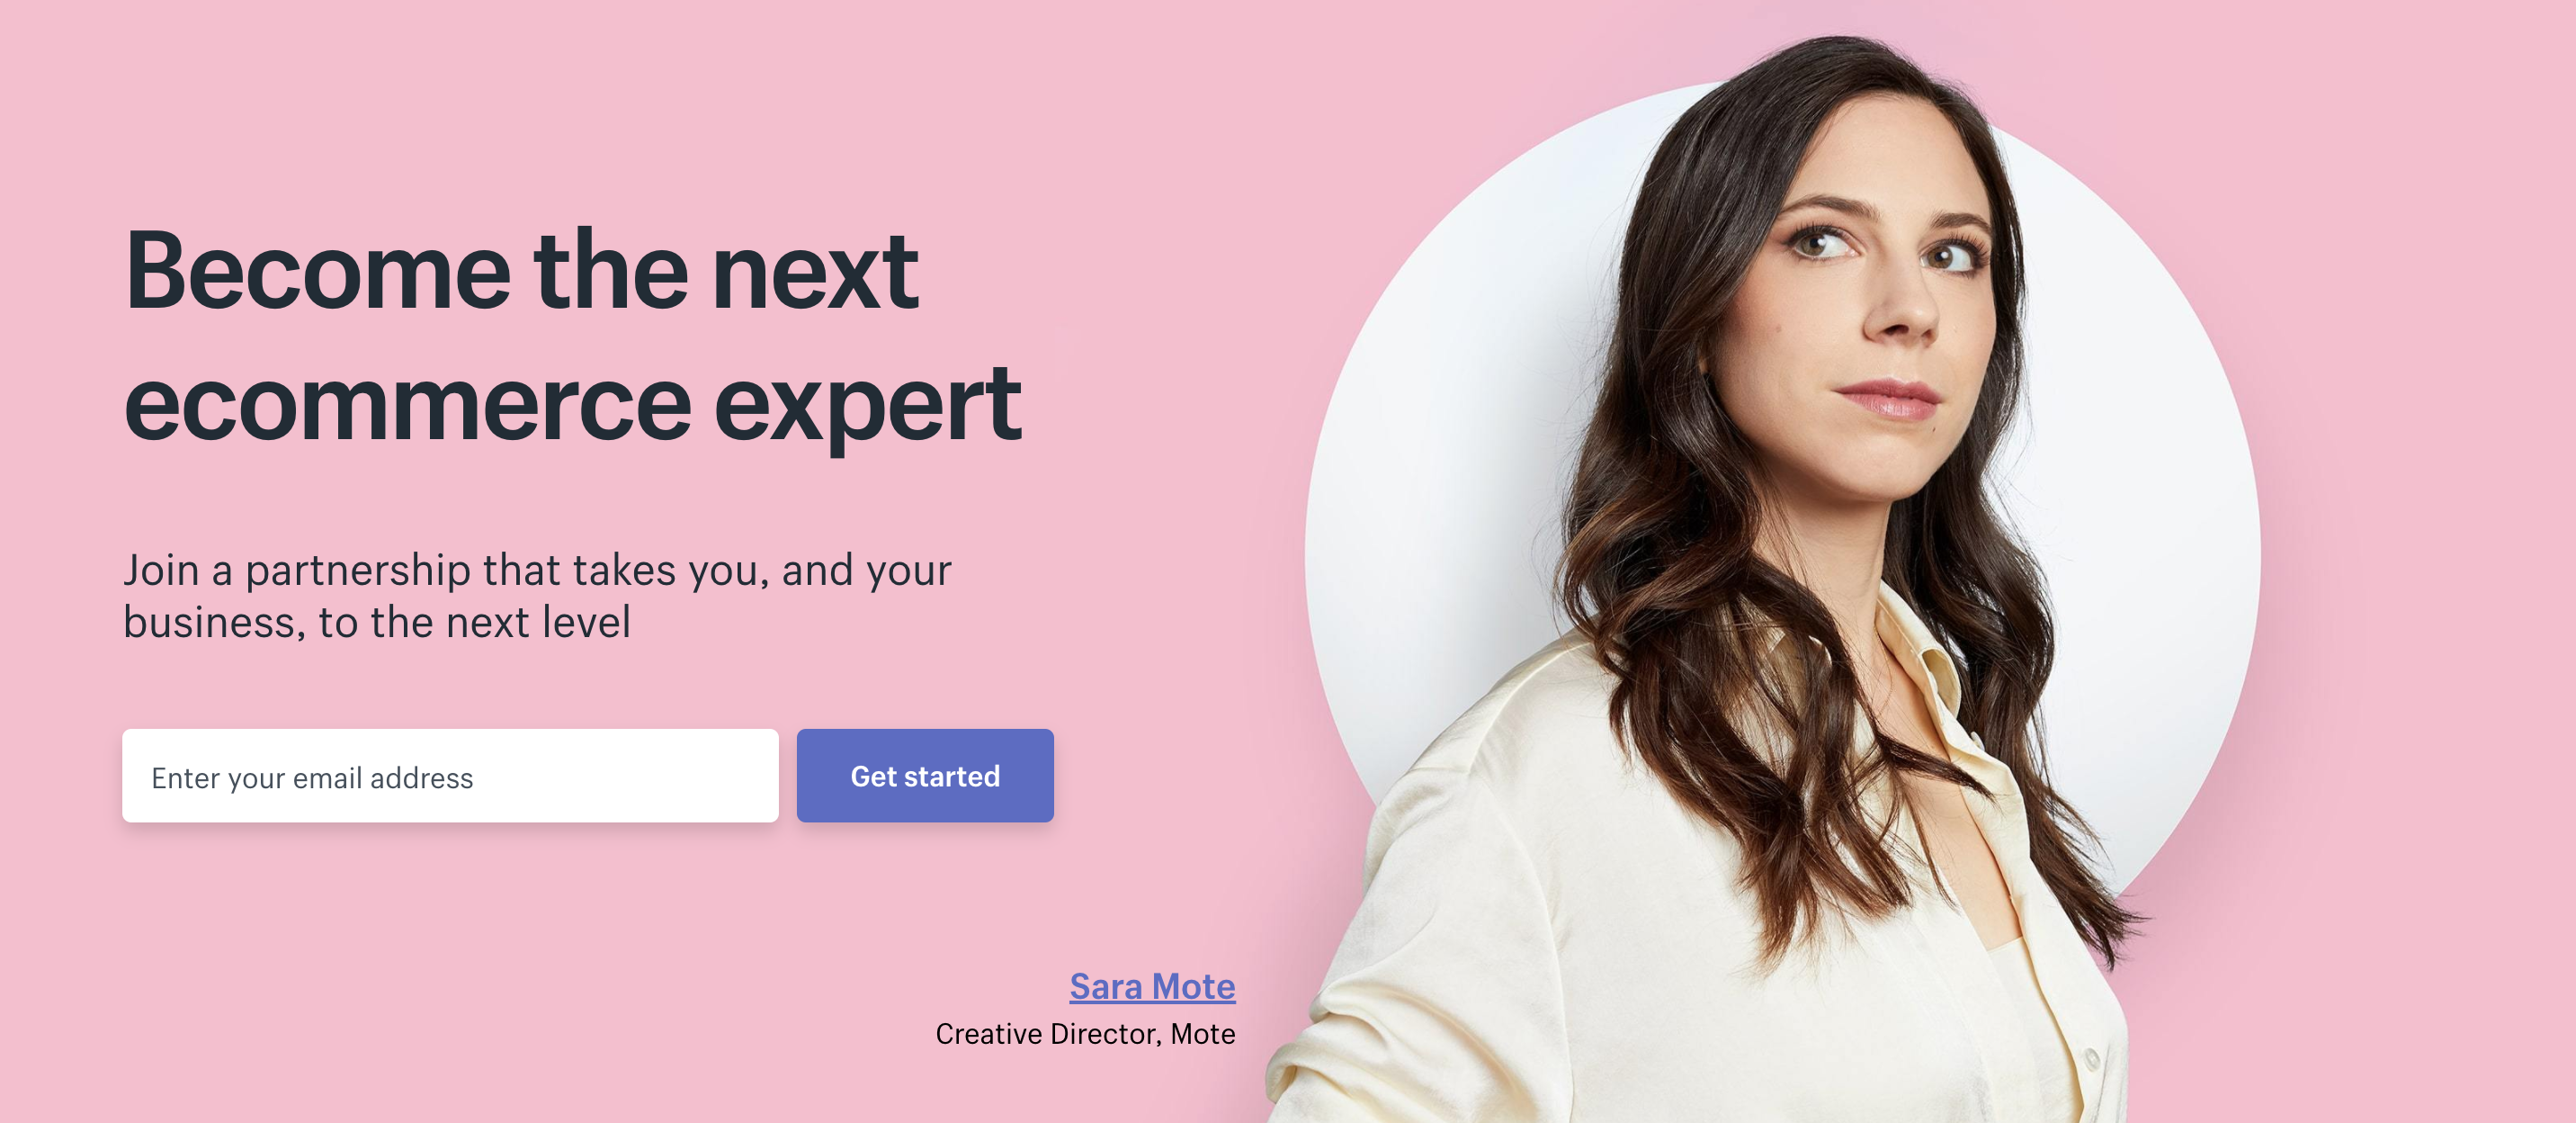 Become the next
ecommerce expert
Join a partnership that takes you, and your
business, to the next level
Enter your email address
Get started
Sara Mote
Creative Director, Mote